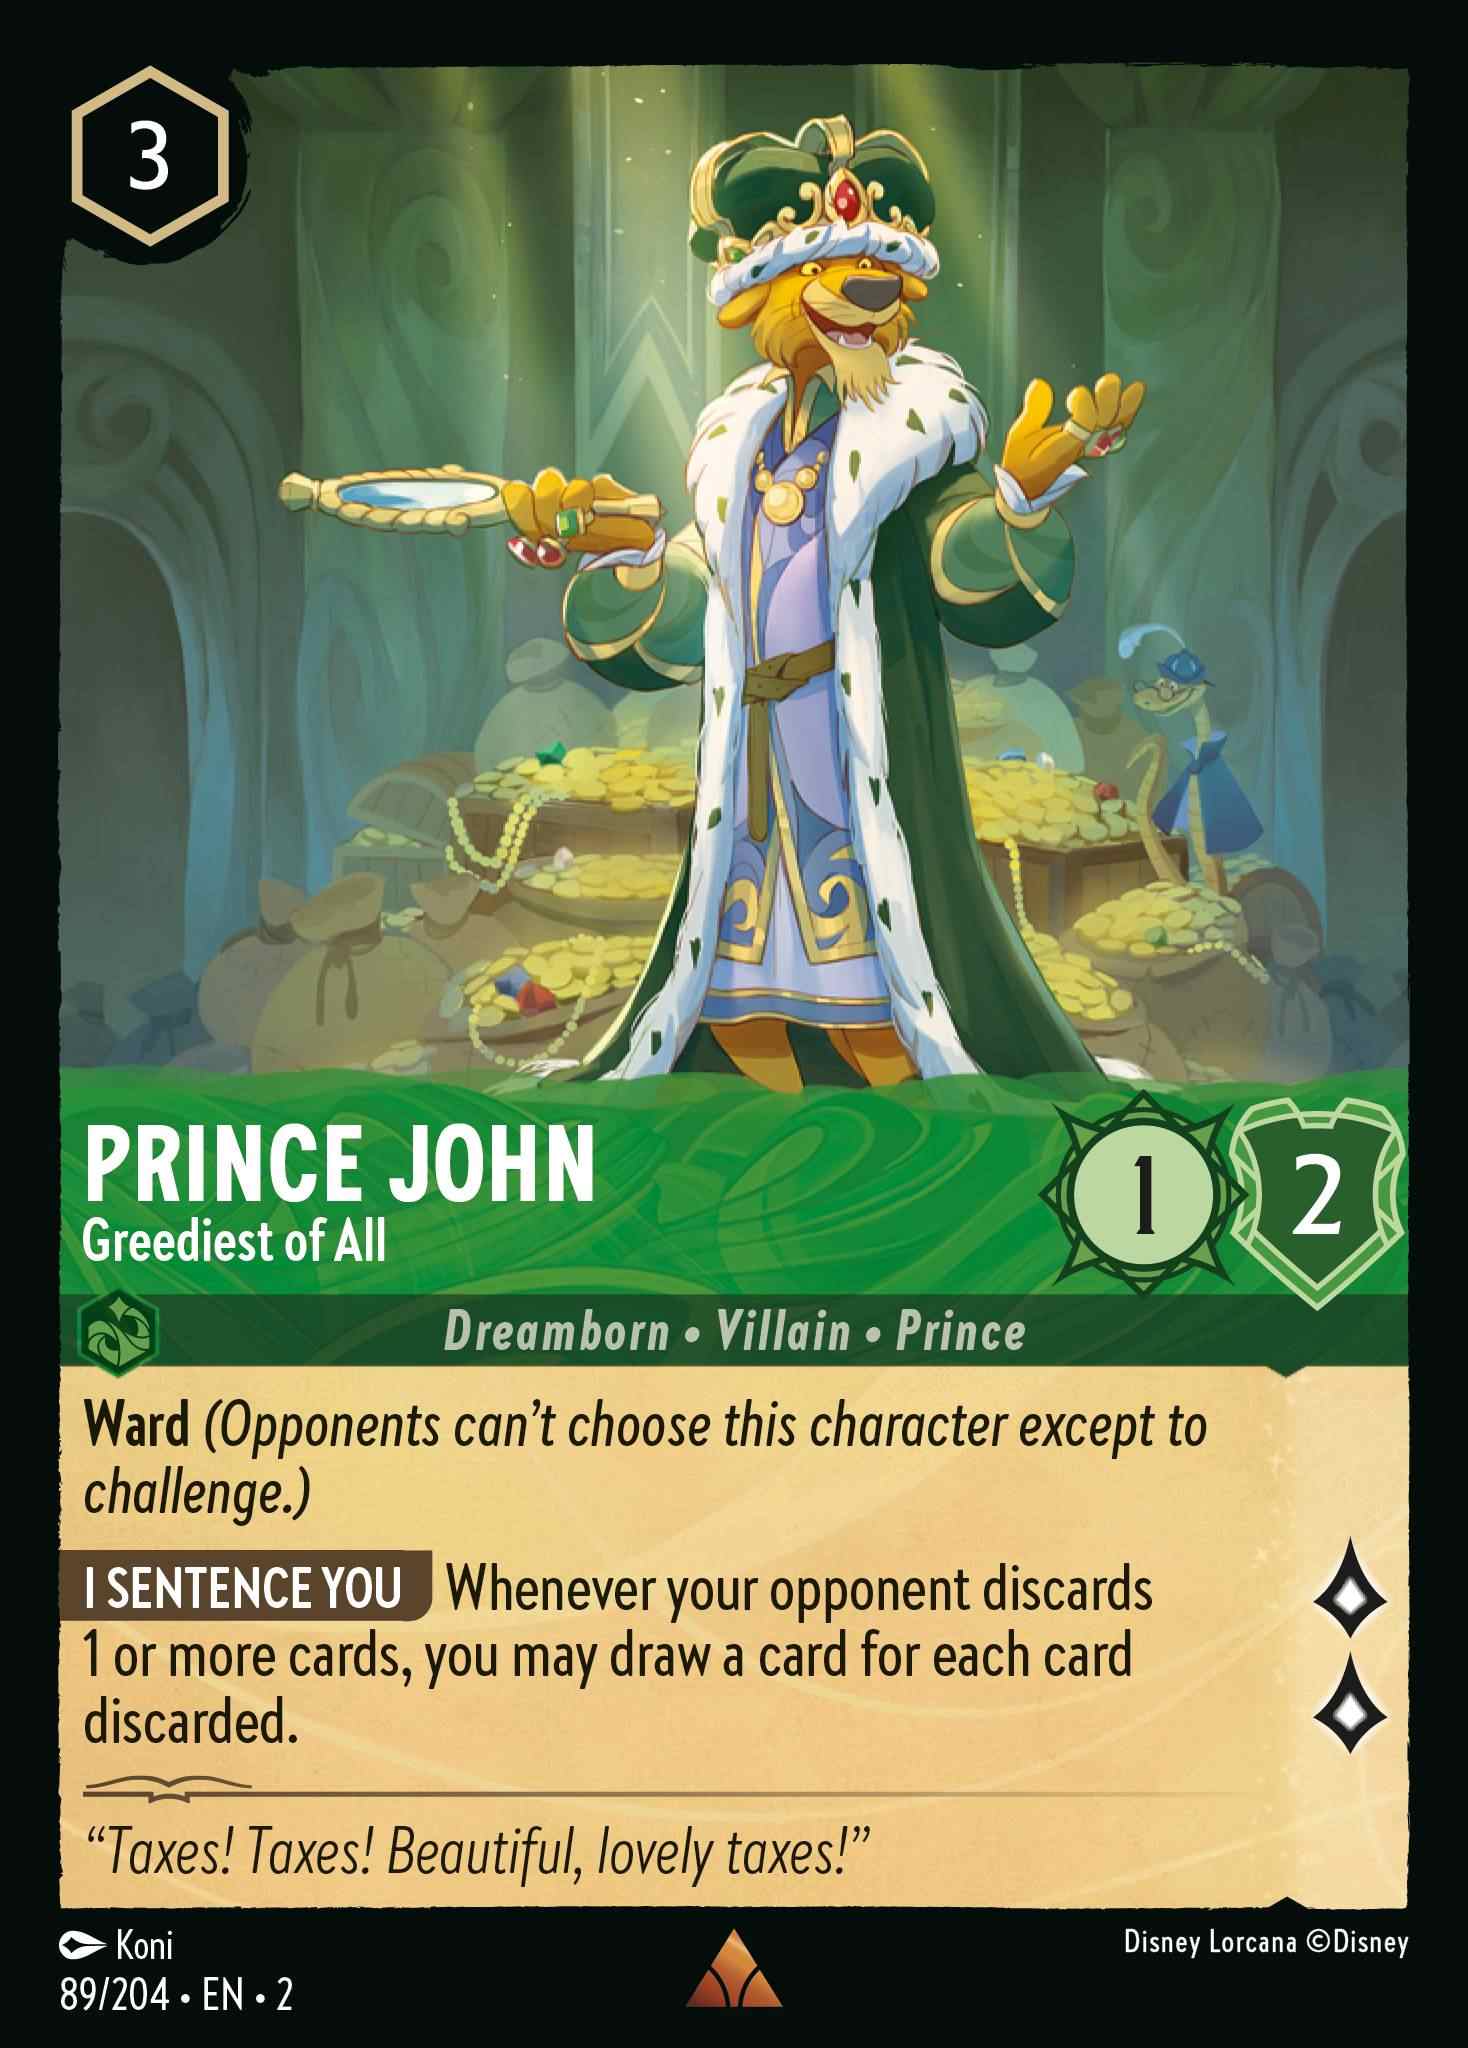 3
PRINCE JOHN
Greediest of All
1
2
Dreamborn • Villain • Prince
Ward (Opponents can’t choose this character except to
challenge.)
I SENTENCE YOU Whenever your opponent discards
1 or more cards, you may draw a card for each card
discarded.
“Taxes! Taxes! Beautiful, lovely taxes!”
Koni
Disney Lorcana ©Disney
89/204 • EN • 2